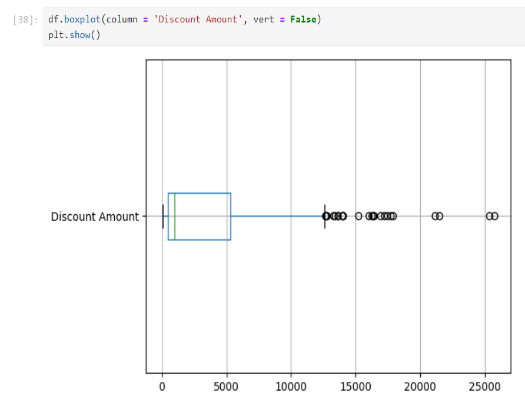 [38]: df.boxplot(column = 'Discount Amount', vert = False)
plt.show()
Discount Amount
0 5000 10000 15000 20000 25000